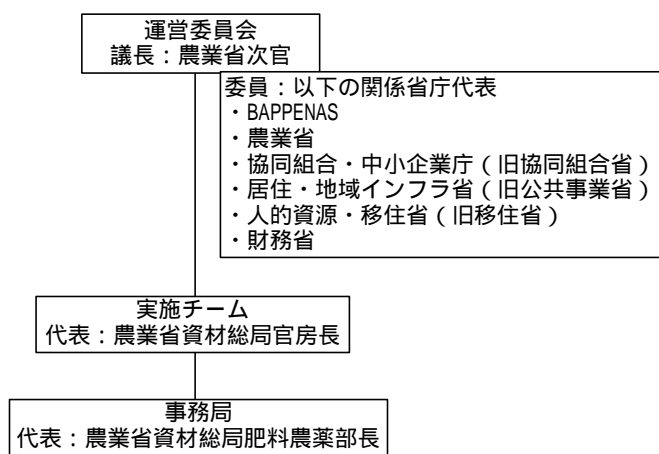 運営委員会
議長：農業省次官
委員：以下の関係省庁代表
・BAPPENAS
・農業省
・協同組合・中小企業庁（旧協同組合省）
・居住・地域インフラ省（旧公共事業省）
・人的資源・移住省（旧移住省）
・財務省
実施チーム
代表：農業省資材総局官房長
事務局
代表：農業省資材総局肥料農薬部長